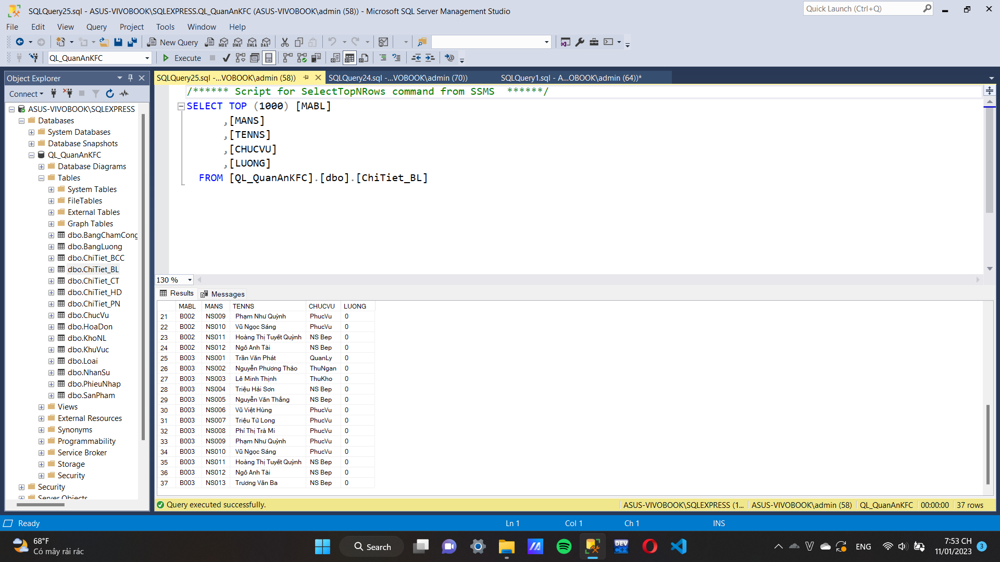 SQLQuery25.sql - ASUS-VIVOBOOK\SQLEXPRESS.QL_QuanAnKFC (ASUS-VIVOBOOK\admin (58)) - Microsoft SQL Server Management Studio
Quick Launch (Ctrl+Q)
File Edit View Query Project Tools Window Help
New Query MDX DMX XMLA DAX
QL_QuanAnKFC Execute
Object Explorer
Connect
ASUS-VIVOBOOK\SQLEXPRESS
Databases
System Databases
Database Snapshots
QL_QuanAnKFC
Database Diagrams
Tables
System Tables
FileTables
External Tables
Graph Tables
dbo.BangChamCong
dbo.BangLuong
dbo.ChiTiet_BCC
dbo.ChiTiet_BL
dbo.ChiTiet_CT
dbo.ChiTiet_HD
dbo.ChiTiet_PN
dbo.ChucVu
dbo.HoaDon
dbo.KhoNL
dbo.KhuVuc
dbo.Loai
dbo.NhanSu
dbo.PhieuNhap
dbo.SanPham
Views
External Resources
Synonyms
Programmability
Service Broker
Storage
Security
Security
Server Objects
SQLQuery25.sql -...VOBOOK\admin (58)) SQLQuery24.sql -...VOBOOK\admin (70)) SQLQuery1.sql - A...OBOOK\admin (64))*
/****** Script for SelectTopNRows command from SSMS ******/
SELECT TOP (1000) [MABL]
,[MANS]
,[TENNS]
,[CHUCVU]
,[LUONG]
FROM [QL_QuanAnKFC].[dbo].[ChiTiet_BL]
130 %
Results Messages
MABL MANS TENNS CHUCVU LUONG
21 B002 NS009 Phạm Như Quỳnh PhucVu 0
22 B002 NS010 Vũ Ngọc Sáng PhucVu 0
23 B002 NS011 Hoàng Thị Tuyết Quỳnh NS Bep 0
24 B002 NS012 Ngô Anh Tài NS Bep 0
25 B003 NS001 Trần Văn Phát QuanLy 0
26 B003 NS002 Nguyễn Phương Thảo ThuNgan 0
27 B003 NS003 Lê Minh Thịnh ThuKho 0
28 B003 NS004 Triệu Hải Sơn NS Bep 0
29 B003 NS005 Nguyễn Văn Thắng NS Bep 0
30 B003 NS006 Vũ Việt Hùng PhucVu 0
31 B003 NS007 Triệu Tử Long PhucVu 0
32 B003 NS008 Phí Thị Trà Mi PhucVu 0
33 B003 NS009 Phạm Như Quỳnh PhucVu 0
34 B003 NS010 Vũ Ngọc Sáng PhucVu 0
35 B003 NS011 Hoàng Thị Tuyết Quỳnh NS Bep 0
36 B003 NS012 Ngô Anh Tài NS Bep 0
37 B003 NS013 Trương Văn Ba NS Bep 0
Query executed successfully. ASUS-VIVOBOOK\SQLEXPRESS (1... ASUS-VIVOBOOK\admin (58) QL_QuanAnKFC 00:00:00 37 rows
Ready Ln 1 Col 1 Ch 1 INS
68°F
Có mây rải rác
Search
DEV
ENG
7:53 CH
11/01/2023
3